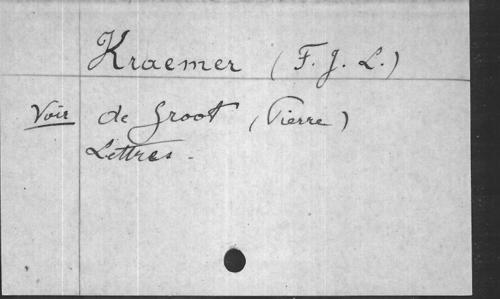 Kraemer (F. J. L.)
Voir de Groot (Pierre)
Lettres.